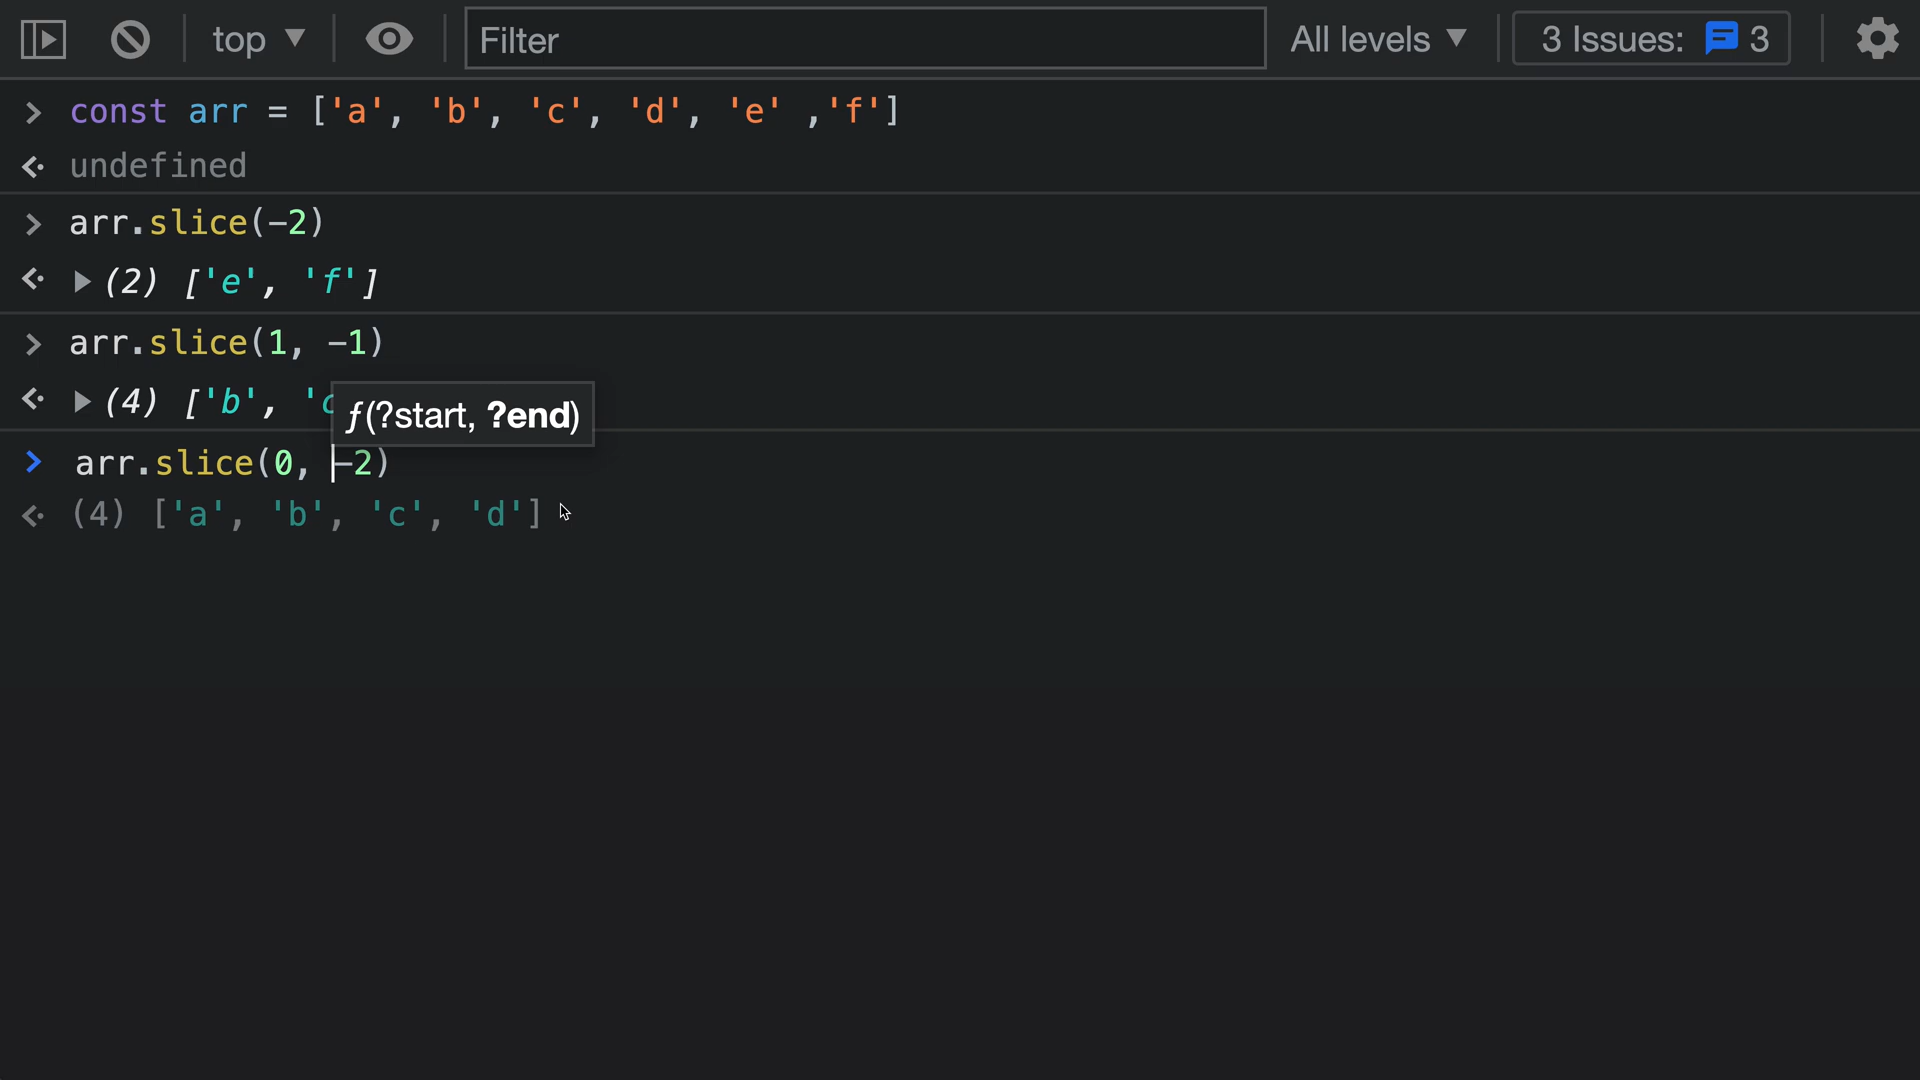 top ▼ Filter All levels ▼ 3 Issues: 3
> const arr = ['a', 'b', 'c', 'd', 'e' ,'f']
undefined
> arr.slice(-2)
(2) ['e', 'f']
> arr.slice(1, -1)
(4) ['b', 'c
ƒ(?start, ?end)
> arr.slice(0, -2)
(4) ['a', 'b', 'c', 'd']